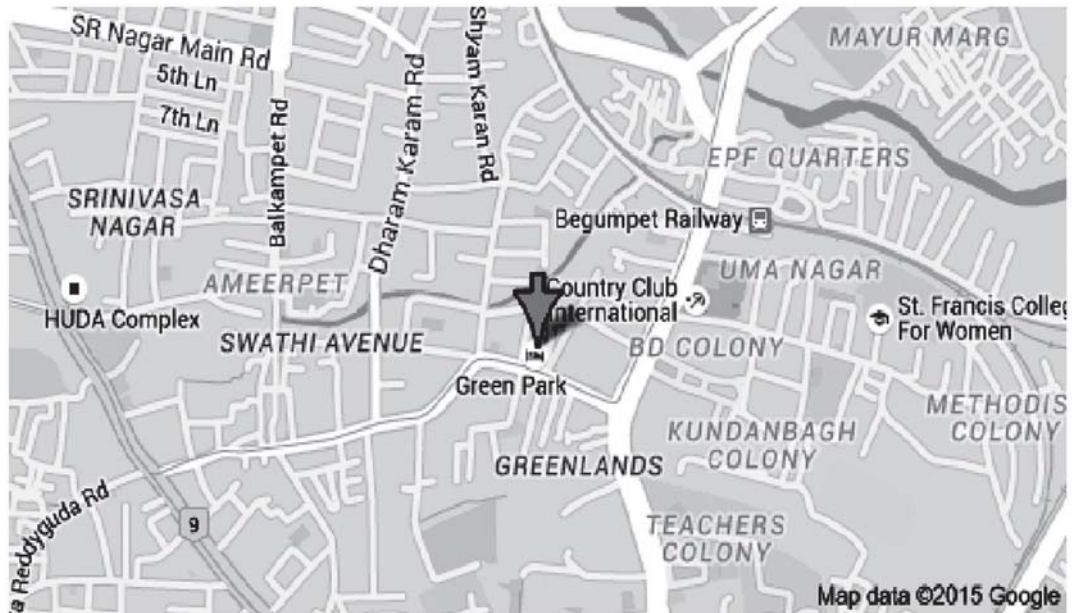 SR Nagar Main Rd
5th Ln
7th Ln
Balkampet Rd
Dharam Karam Rd
Shyam Karan Rd
MAYUR MARG
EPF QUARTERS
SRINIVASA
NAGAR
Begumpet Railway
AMEERPET
UMA NAGAR
HUDA Complex
Country Club
International
St. Francis Colleg
For Women
SWATHI AVENUE
BD COLONY
Green Park
METHODIS
COLONY
KUNDANBAGH
COLONY
GREENLANDS
a Reddyguda Rd
9
TEACHERS
COLONY
Map data ©2015 Google